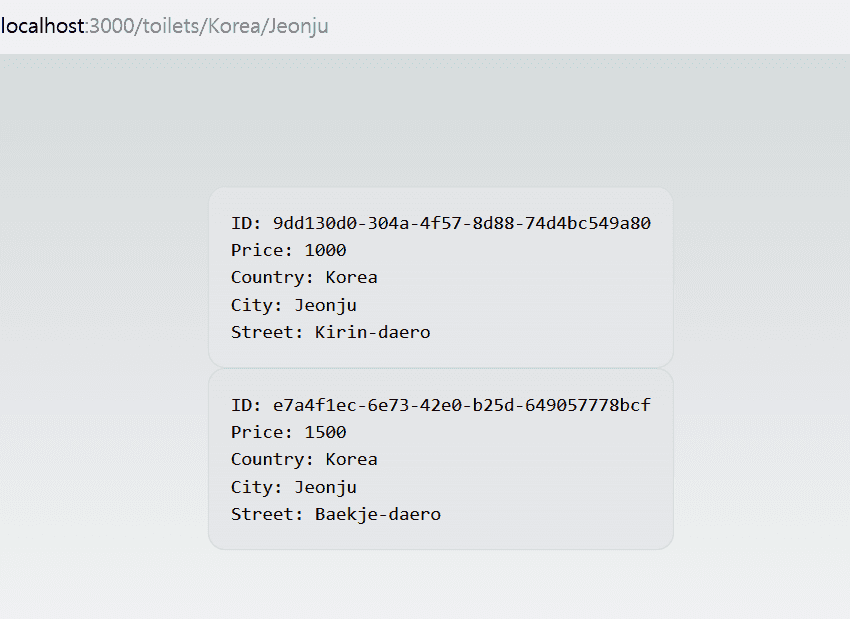 localhost:3000/toilets/Korea/Jeonju
ID: 9dd130d0-304a-4f57-8d88-74d4bc549a80
Price: 1000
Country: Korea
City: Jeonju
Street: Kirin-daero
ID: e7a4f1ec-6e73-42e0-b25d-649057778bcf
Price: 1500
Country: Korea
City: Jeonju
Street: Baekje-daero